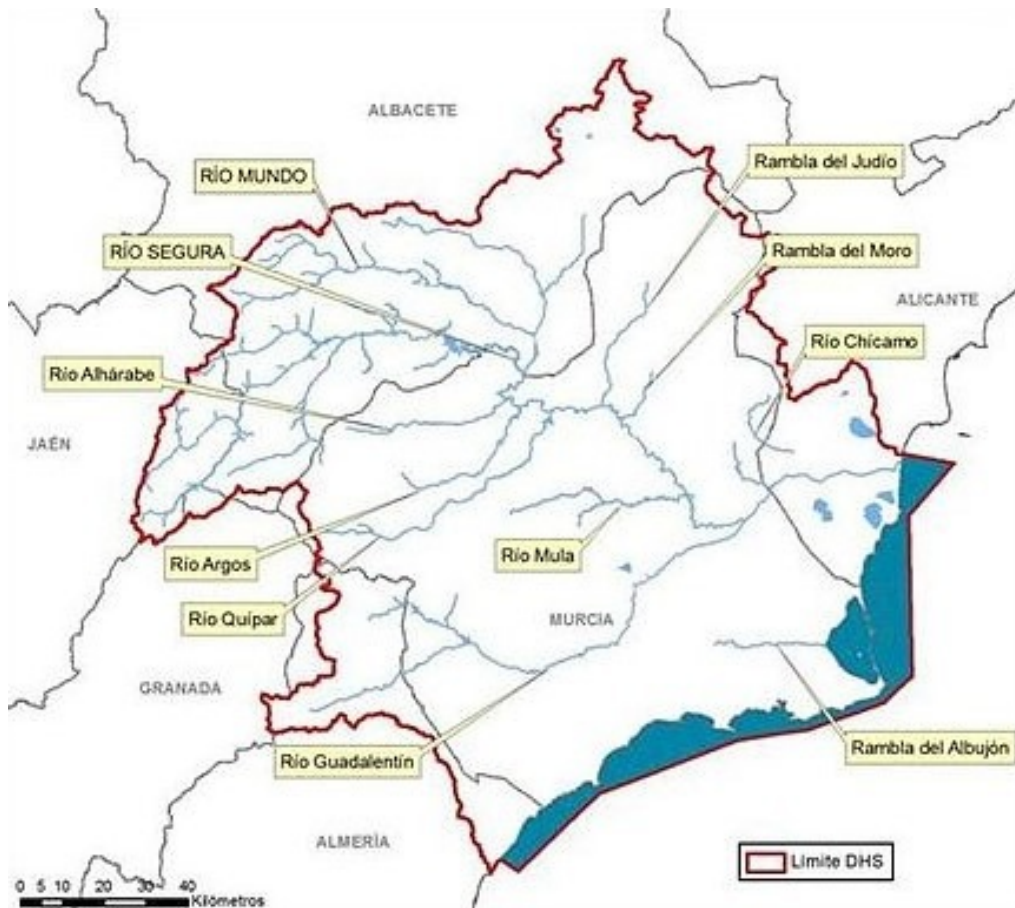 ALBACETE
Rambla del Judío
RÍO MUNDO
RÍO SEGURA
Rambla del Moro
ALICANTE
Río Chícamo
Río Alhárabe
JAÉN
Río Argos
Río Mula
Río Quípar
MURCIA
GRANADA
Río Guadalentín
Rambla del Albujón
ALMERÍA
Límite DHS
0 5 10 20 30 40
Kilómetros